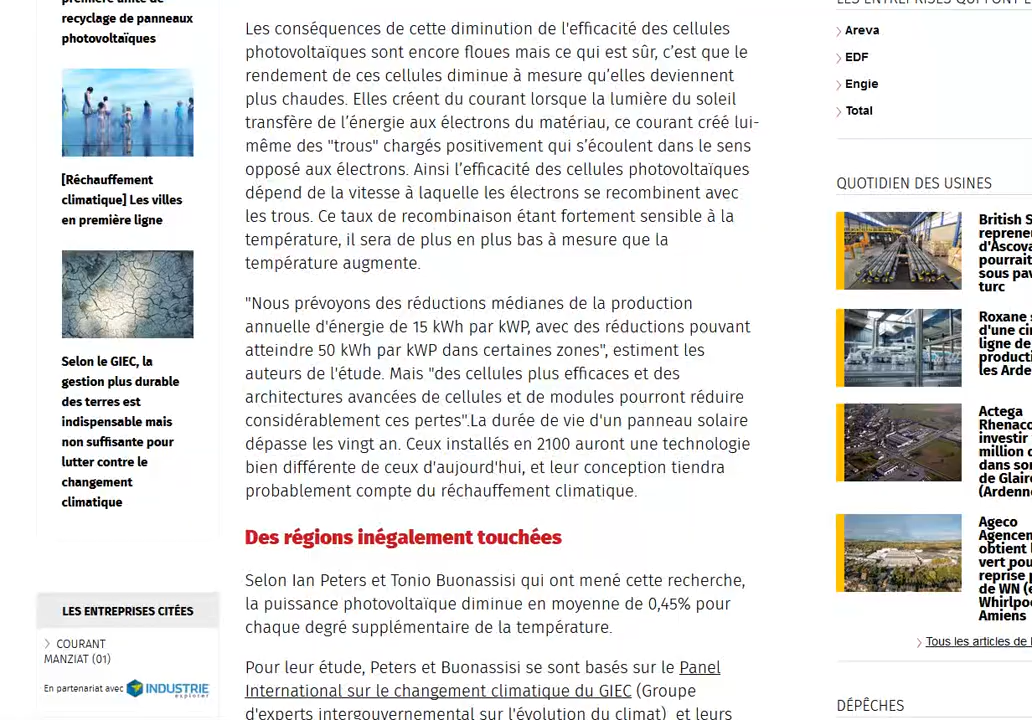 première unité de
recyclage de panneaux
photovoltaïques
[Réchauffement
climatique] Les villes
en première ligne
Selon le GIEC, la
gestion plus durable
des terres est
indispensable mais
non suffisante pour
lutter contre le
changement
climatique
LES ENTREPRISES CITÉES
COURANT
MANZIAT (01)
En partenariat avec INDUSTRIE explorer
Les conséquences de cette diminution de l'efficacité des cellules
photovoltaïques sont encore floues mais ce qui est sûr, c’est que le
rendement de ces cellules diminue à mesure qu’elles deviennent
plus chaudes. Elles créent du courant lorsque la lumière du soleil
transfère de l’énergie aux électrons du matériau, ce courant créé lui-
même des "trous" chargés positivement qui s’écoulent dans le sens
opposé aux électrons. Ainsi l’efficacité des cellules photovoltaïques
dépend de la vitesse à laquelle les électrons se recombinent avec
les trous. Ce taux de recombinaison étant fortement sensible à la
température, il sera de plus en plus bas à mesure que la
température augmente.
"Nous prévoyons des réductions médianes de la production
annuelle d'énergie de 15 kWh par kWP, avec des réductions pouvant
atteindre 50 kWh par kWP dans certaines zones", estiment les
auteurs de l'étude. Mais "des cellules plus efficaces et des
architectures avancées de cellules et de modules pourront réduire
considérablement ces pertes".La durée de vie d'un panneau solaire
dépasse les vingt an. Ceux installés en 2100 auront une technologie
bien différente de ceux d'aujourd'hui, et leur conception tiendra
probablement compte du réchauffement climatique.
Des régions inégalement touchées
Selon Ian Peters et Tonio Buonassisi qui ont mené cette recherche,
la puissance photovoltaïque diminue en moyenne de 0,45% pour
chaque degré supplémentaire de la température.
Pour leur étude, Peters et Buonassisi se sont basés sur le Panel
International sur le changement climatique du GIEC (Groupe
d'experts intergouvernemental sur l'évolution du climat) et leurs
LES ENTREPRISES QUI FONT L
Areva
EDF
Engie
Total
QUOTIDIEN DES USINES
British S
repreneu
d'Ascova
pourrait
sous pav
turc
Roxane s
d'une cin
ligne de
producti
les Arde
Actega
Rhenaco
investir
million d
dans son
de Glaire
(Ardenne
Ageco
Agencem
obtient l
vert pou
reprise p
de WN (e
Whirlpoo
Amiens
Tous les articles de l
DÉPÊCHES